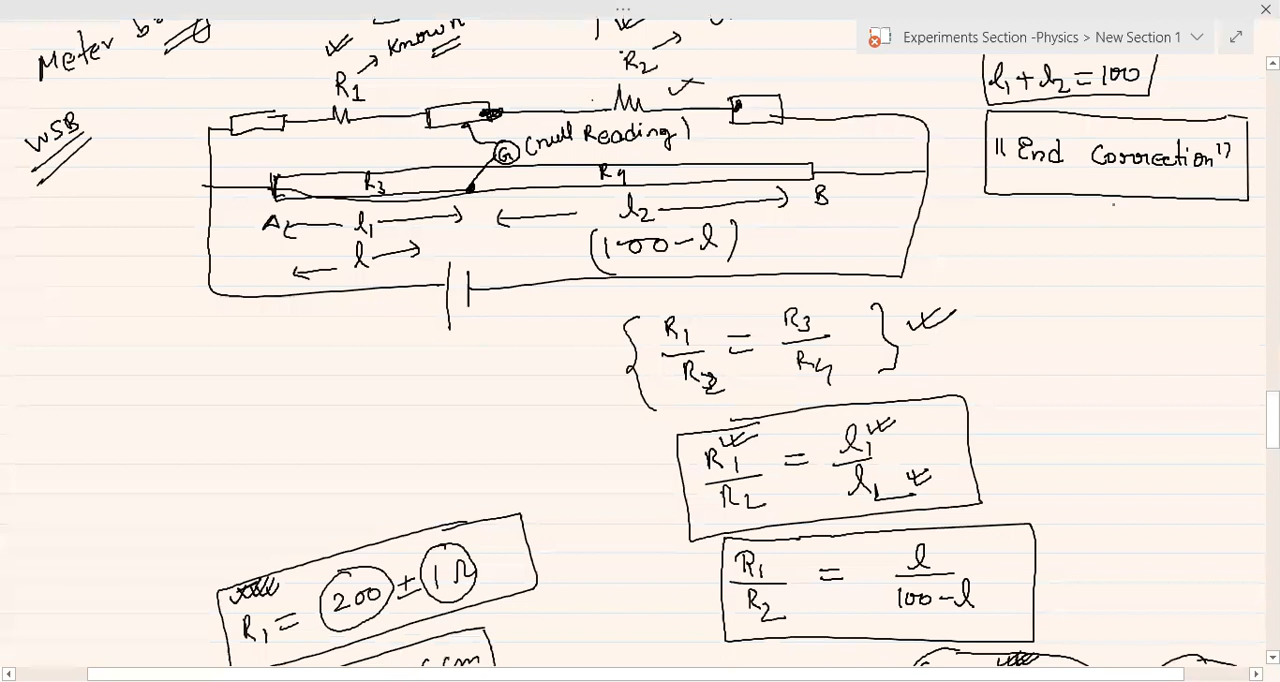 Experiments Section -Physics > New Section 1
Meter
R1 → Known
R2 →
l1 + l2 = 100
WSB
G (null Reading)
"End Correction"
R3
R4
A
l1
l2
B
l
(100 - l)
{ R1/R2 = R3/R4 }
R1/R2 = l1/l2
R1/R2 = l/100-l
R1 = 200 ± 1Ω